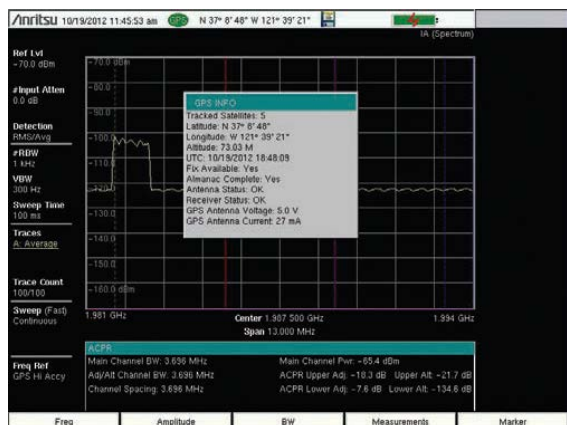 Anritsu 10/19/2012 11:45:53 am GPS N 37° 8' 48" W 121° 39' 21"
IA (Spectrum)
Ref Lvl
-70.0 dBm
#Input Atten
0.0 dB
Detection
RMS/Avg
#RBW
1 kHz
VBW
300 Hz
Sweep Time
100 ms
Traces
A: Average
Trace Count
100/100
Sweep (Fast)
Continuous
Freq Ref
GPS Hi Accy
-70.0 dBm
-80.0
-90.0
-100.0
-110.0
-120.0
-130.0
-140.0
-150.0
-160.0 dBm
GPS INFO
Tracked Satellites: 5
Latitude: N 37° 8' 48"
Longitude: W 121° 39' 21"
Altitude: 73.03 M
UTC: 10/19/2012 18:48:09
Fix Available: Yes
Almanac Complete: Yes
Antenna Status: OK
Receiver Status: OK
GPS Antenna Voltage: 5.0 V
GPS Antenna Current: 27 mA
1.981 GHz
Center 1.987 500 GHz
1.994 GHz
Span 13.000 MHz
ACPR
Main Channel BW: 3.696 MHz
Main Channel Pwr: -65.4 dBm
Adj/Alt Channel BW: 3.696 MHz
ACPR Upper Adj: -18.3 dB Upper Alt: -21.7 dB
Channel Spacing: 3.696 MHz
ACPR Lower Adj: -7.6 dB Lower Alt: -134.6 dB
Freq
Amplitude
BW
Measurements
Marker